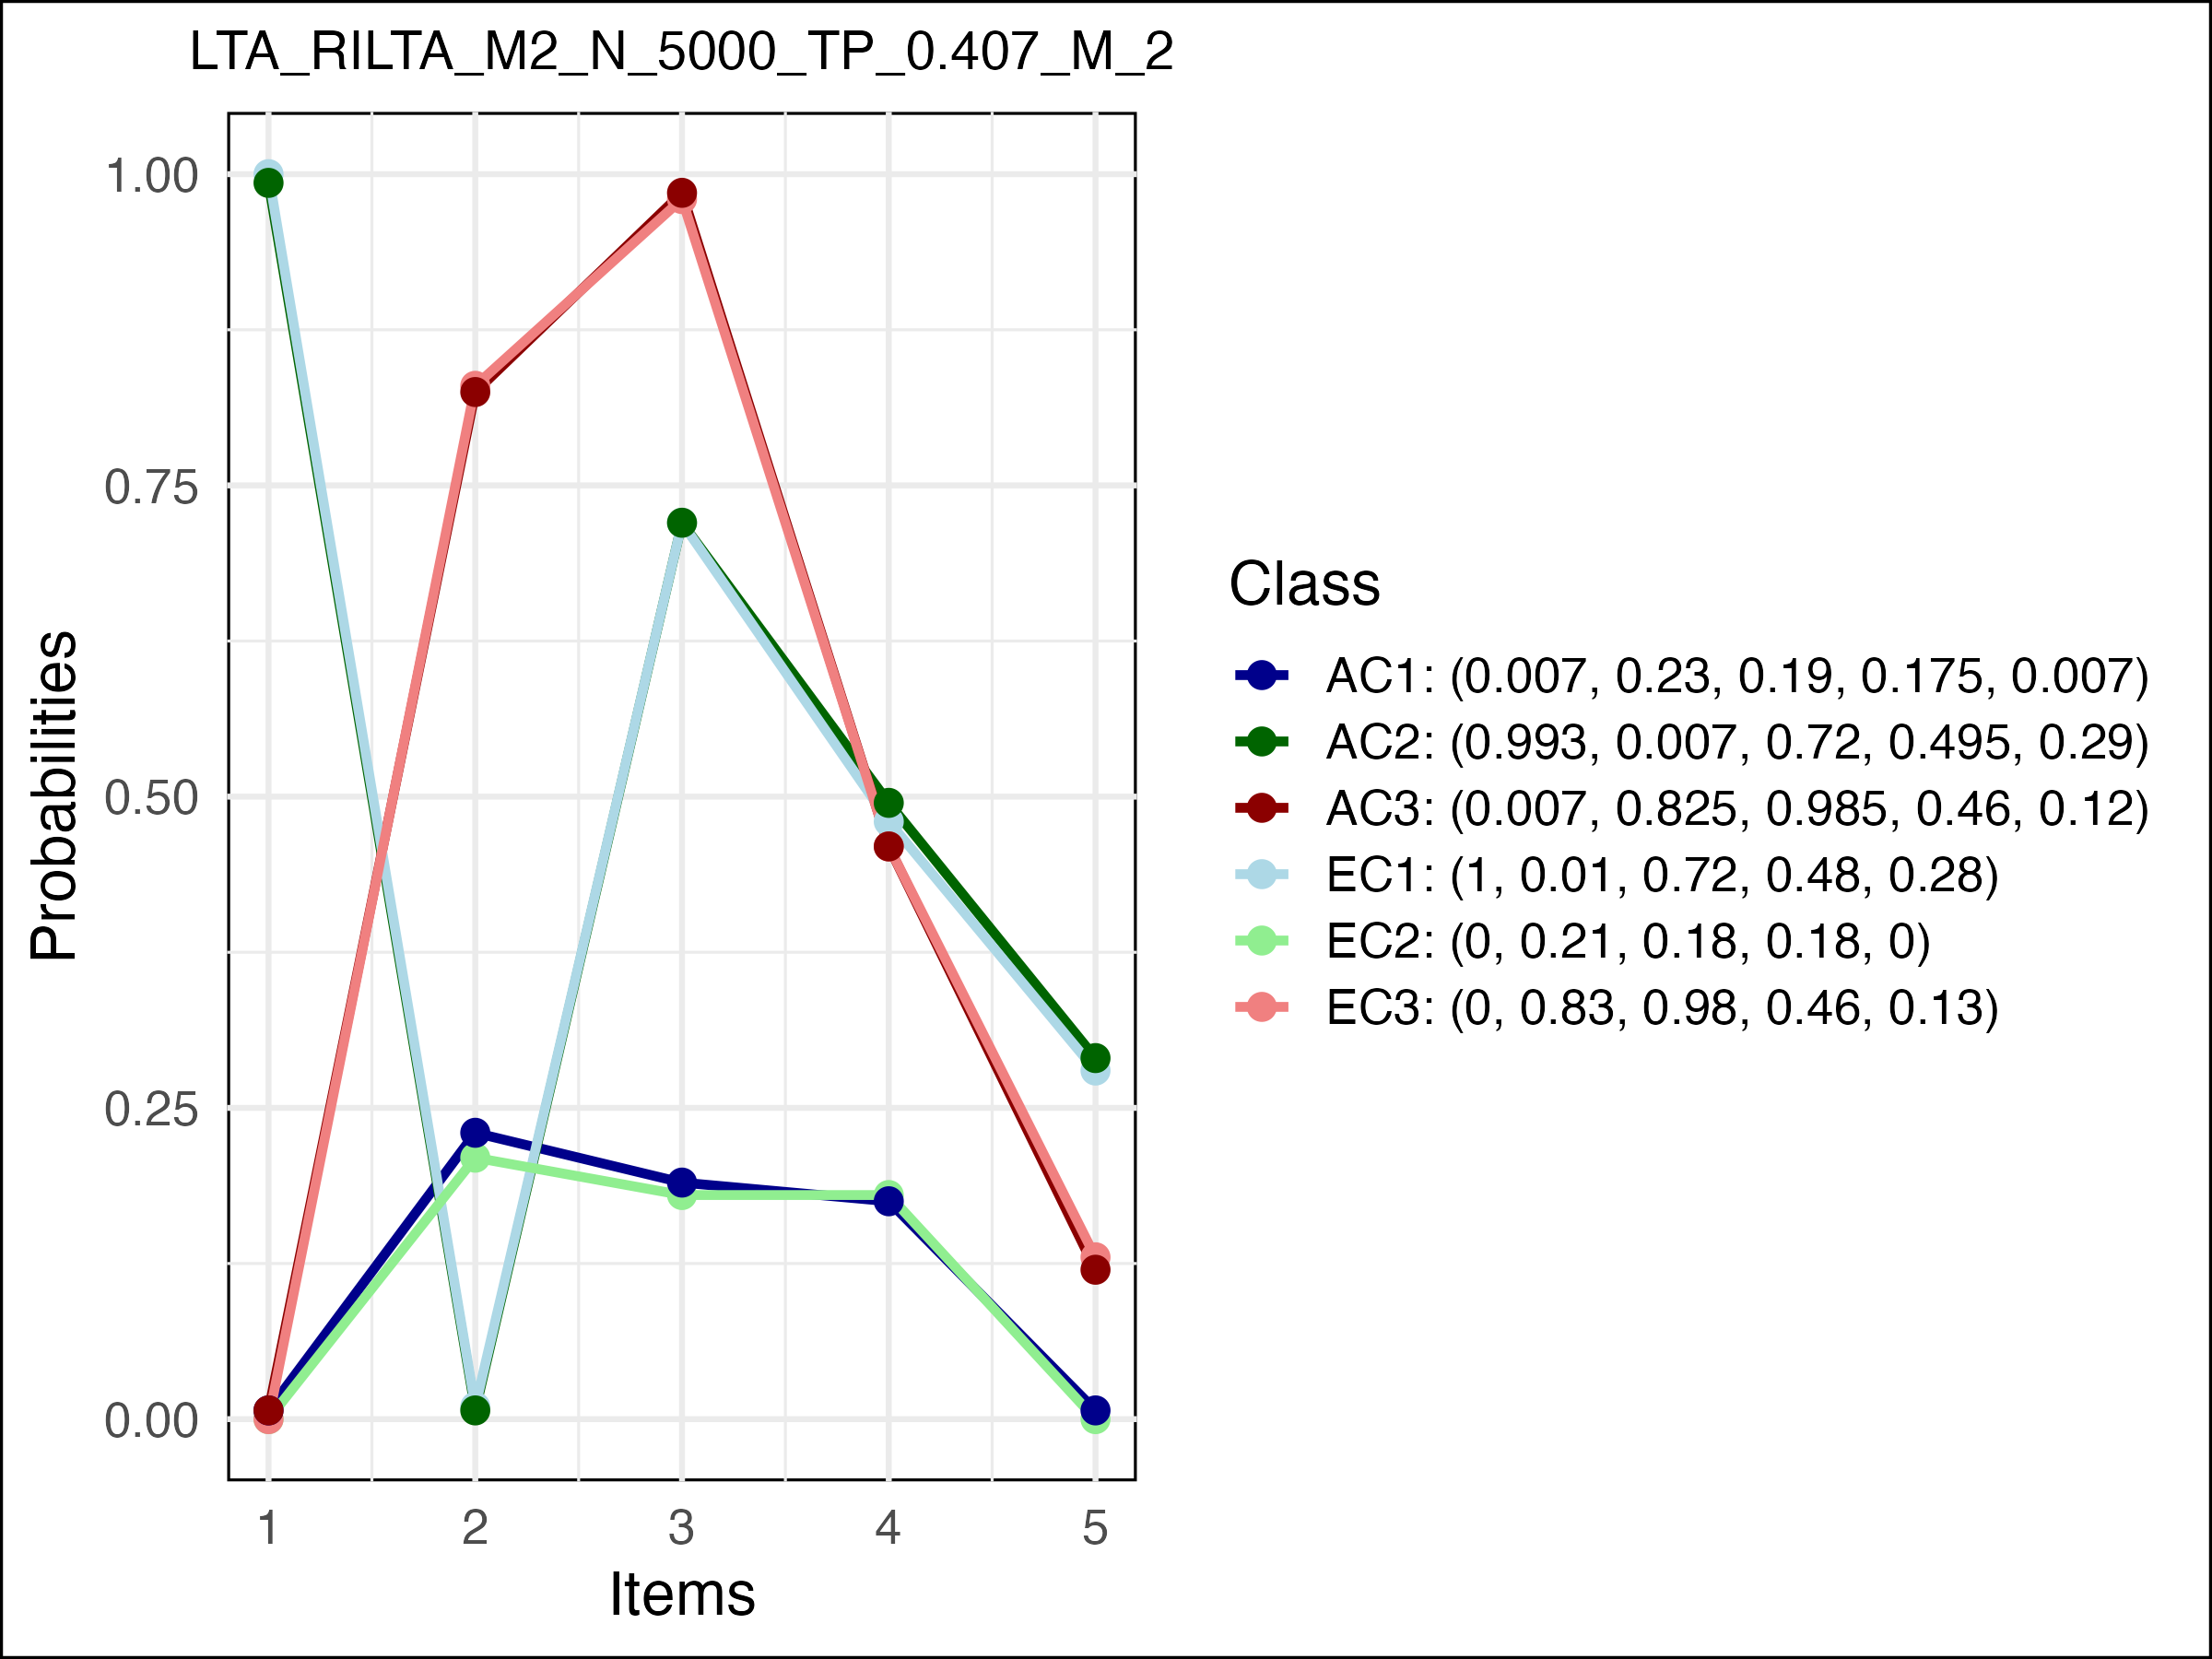 LTA_RILTA_M2_N_5000_TP_0.407_M_2
1.00
0.75
0.50
0.25
0.00
Probabilities
1 2 3 4 5
Items
Class
AC1: (0.007, 0.23, 0.19, 0.175, 0.007)
AC2: (0.993, 0.007, 0.72, 0.495, 0.29)
AC3: (0.007, 0.825, 0.985, 0.46, 0.12)
EC1: (1, 0.01, 0.72, 0.48, 0.28)
EC2: (0, 0.21, 0.18, 0.18, 0)
EC3: (0, 0.83, 0.98, 0.46, 0.13)